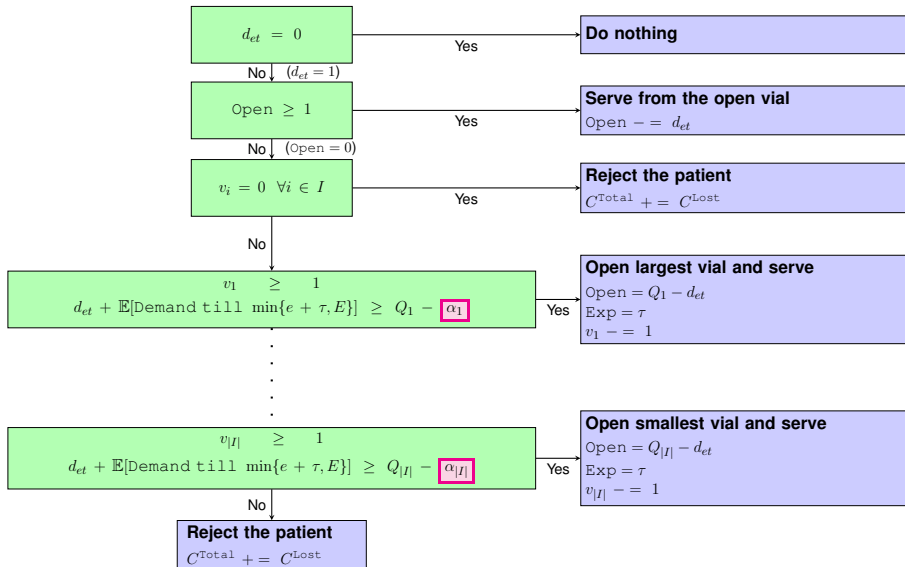 d_{et} = 0
Yes
Do nothing
No (d_{et} = 1)
Open ≥ 1
Yes
Serve from the open vial
Open −= d_{et}
No (Open = 0)
v_i = 0 ∀i ∈ I
Yes
Reject the patient
C^{Total} += C^{Lost}
No
v_1 ≥ 1
d_{et} + 𝔼[Demand till min{e + τ, E}] ≥ Q_1 − α_1
Yes
Open largest vial and serve
Open = Q_1 − d_{et}
Exp = τ
v_1 −= 1
v_{|I|} ≥ 1
d_{et} + 𝔼[Demand till min{e + τ, E}] ≥ Q_{|I|} − α_{|I|}
Yes
Open smallest vial and serve
Open = Q_{|I|} − d_{et}
Exp = τ
v_{|I|} −= 1
No
Reject the patient
C^{Total} += C^{Lost}